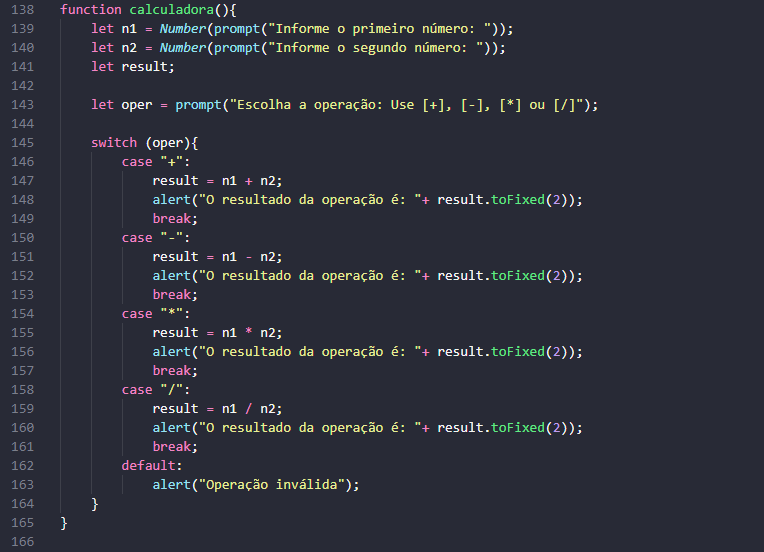 138 function calculadora(){
139     let n1 = Number(prompt("Informe o primeiro número: "));
140     let n2 = Number(prompt("Informe o segundo número: "));
141     let result;
142
143     let oper = prompt("Escolha a operação: Use [+], [-], [*] ou [/]");
144
145     switch (oper){
146         case "+":
147             result = n1 + n2;
148             alert("O resultado da operação é: "+ result.toFixed(2));
149             break;
150         case "-":
151             result = n1 - n2;
152             alert("O resultado da operação é: "+ result.toFixed(2));
153             break;
154         case "*":
155             result = n1 * n2;
156             alert("O resultado da operação é: "+ result.toFixed(2));
157             break;
158         case "/":
159             result = n1 / n2;
160             alert("O resultado da operação é: "+ result.toFixed(2));
161             break;
162         default:
163             alert("Operação inválida");
164     }
165 }
166